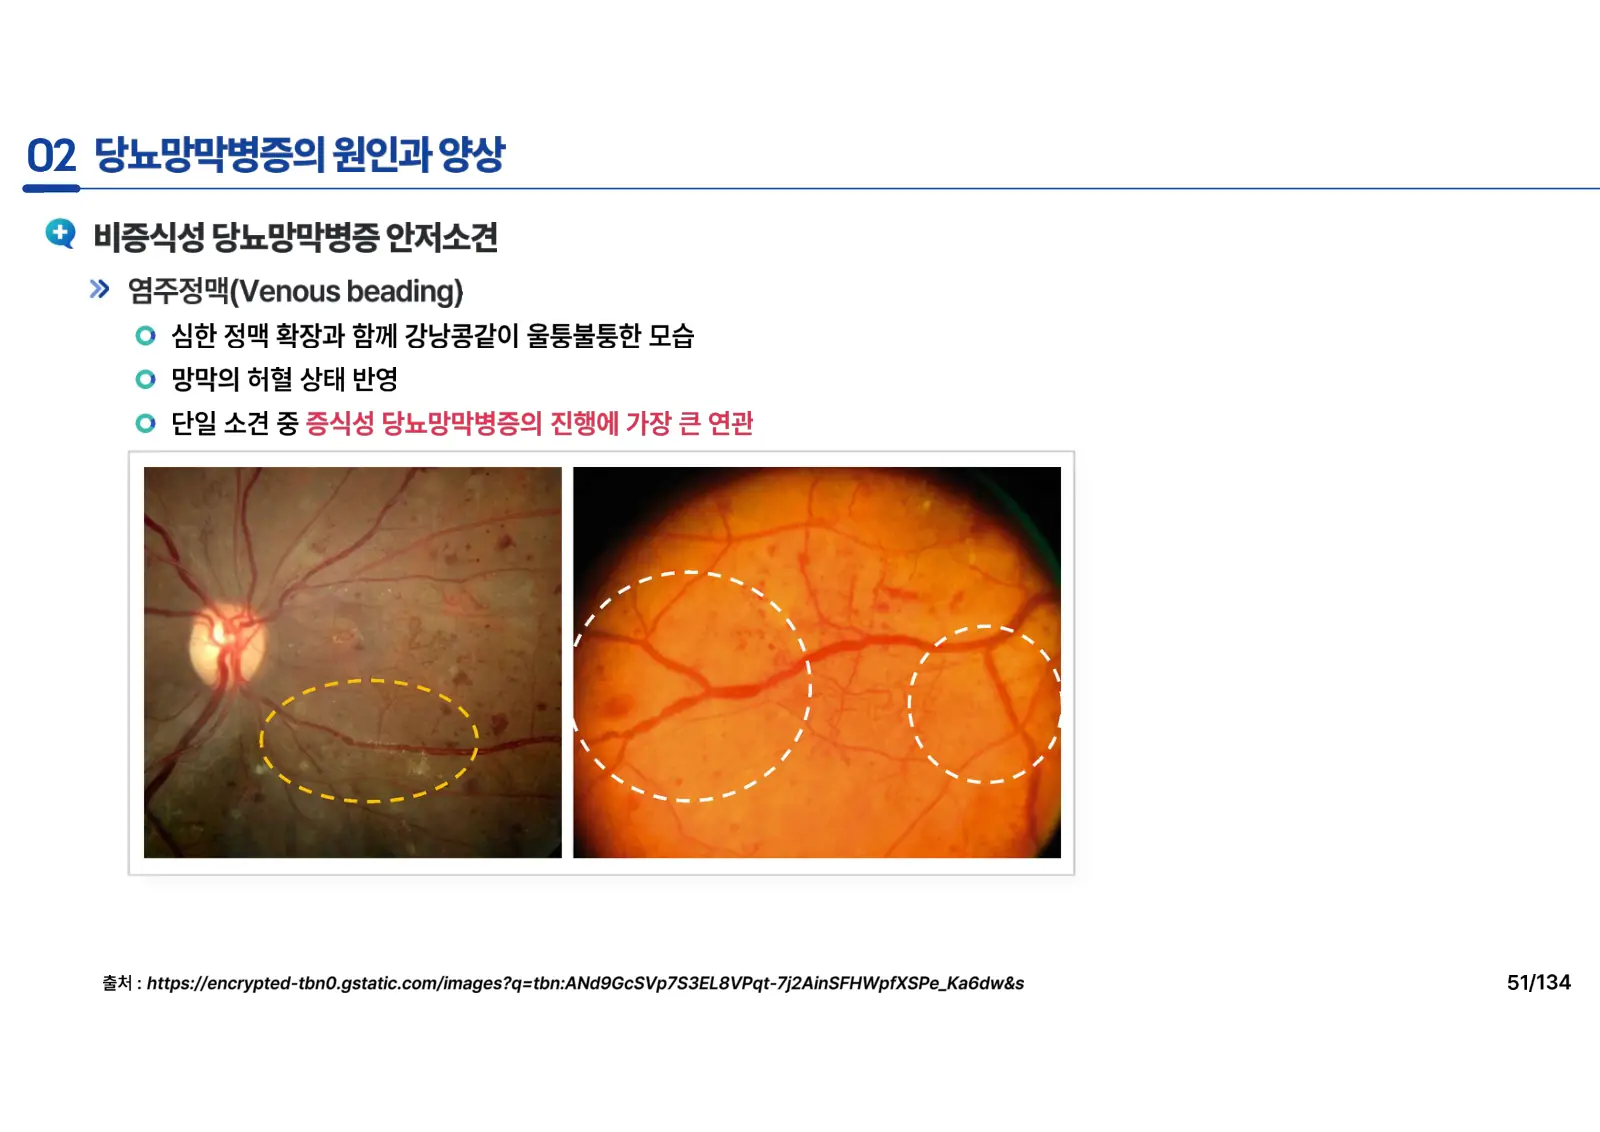 02 당뇨망막병증의 원인과 양상
비증식성 당뇨망막병증 안저소견
염주정맥(Venous beading)
심한 정맥 확장과 함께 강낭콩같이 울퉁불퉁한 모습
망막의 허혈 상태 반영
단일 소견 중 증식성 당뇨망막병증의 진행에 가장 큰 연관
출처 : https://encrypted-tbn0.gstatic.com/images?q=tbn:ANd9GcSVp7S3EL8VPqt-7j2AinSFHWpfXSPe_Ka6dw&s
51/134